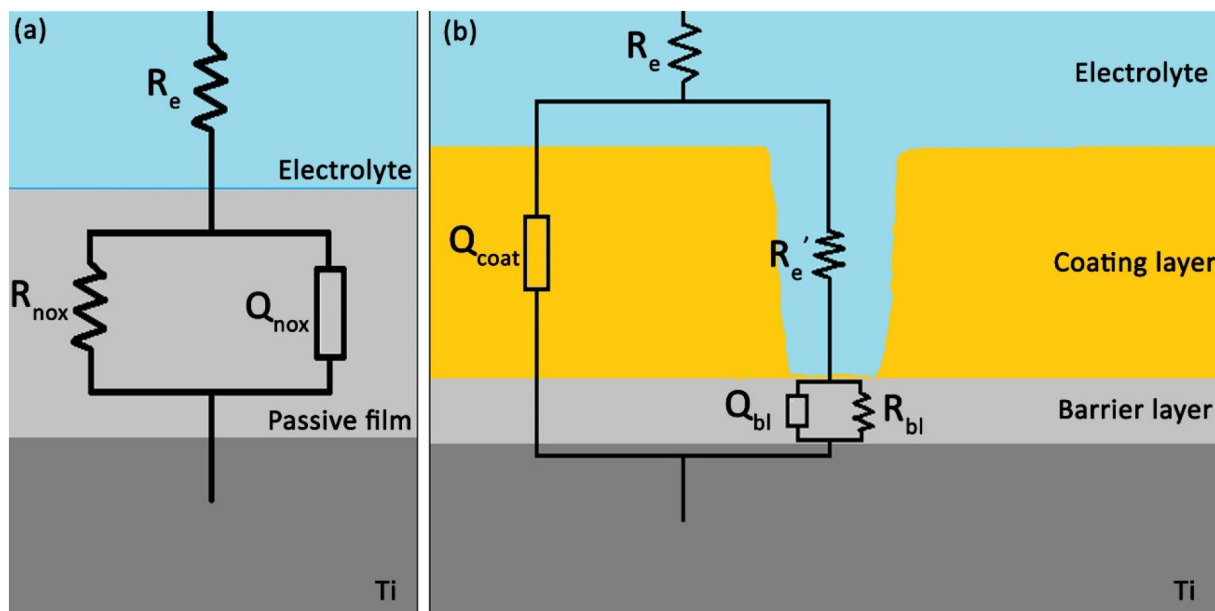 (a)
Re
Electrolyte
Rnox
Qnox
Passive film
Ti
(b)
Re
Electrolyte
Qcoat
Re′
Coating layer
Qbl
Rbl
Barrier layer
Ti